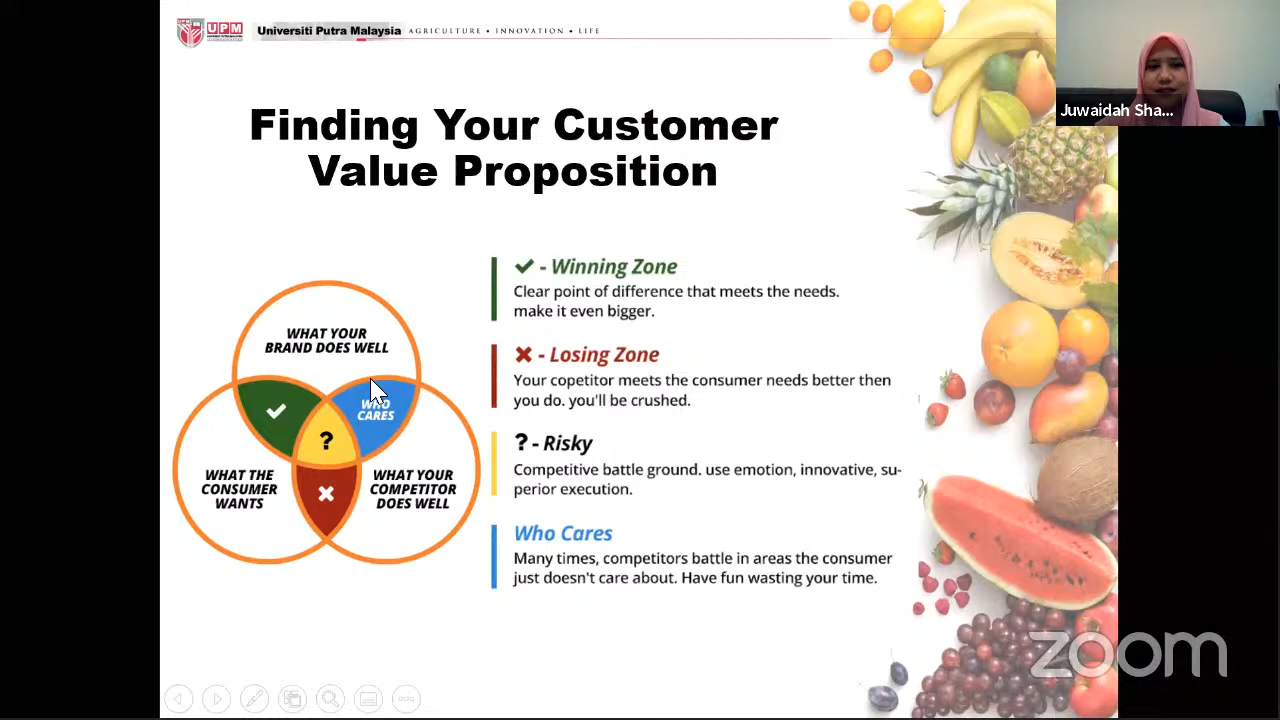 UPM
Universiti Putra Malaysia AGRICULTURE • INNOVATION • LIFE
Juwaidah Sha...
Finding Your Customer
Value Proposition
✔ - Winning Zone
Clear point of difference that meets the needs.
make it even bigger.
✖ - Losing Zone
Your copetitor meets the consumer needs better then
you do. you'll be crushed.
? - Risky
Competitive battle ground. use emotion, innovative, su-
perior execution.
Who Cares
Many times, competitors battle in areas the consumer
just doesn't care about. Have fun wasting your time.
WHAT YOUR
BRAND DOES WELL
WHO
CARES
?
WHAT THE
CONSUMER
WANTS
WHAT YOUR
COMPETITOR
DOES WELL
zoom